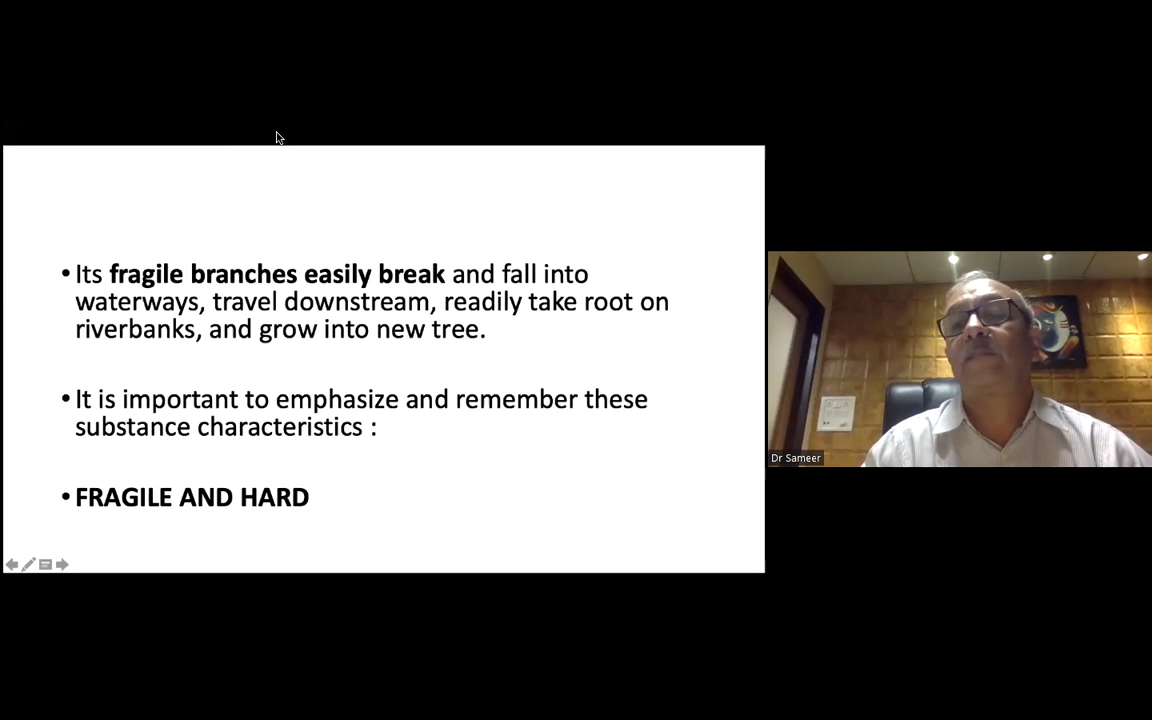 • Its fragile branches easily break and fall into
waterways, travel downstream, readily take root on
riverbanks, and grow into new tree.
• It is important to emphasize and remember these
substance characteristics :
• FRAGILE AND HARD
Dr Sameer